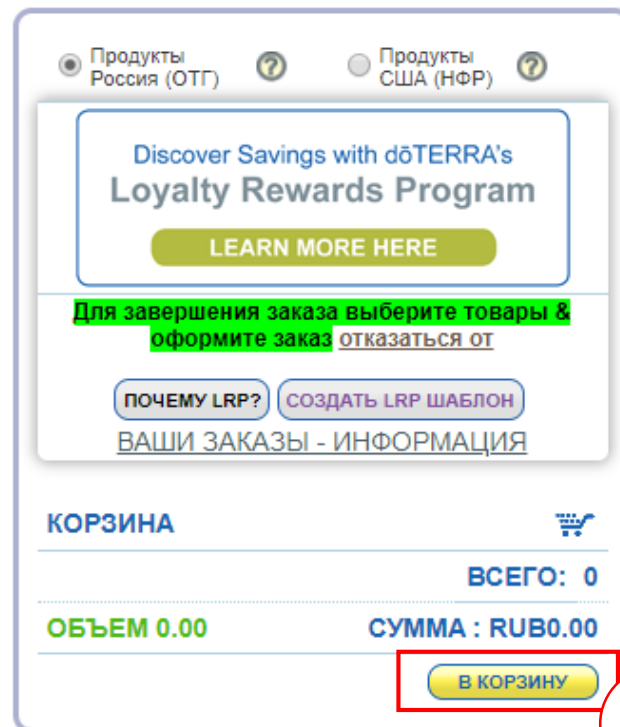 Продукты
Россия (ОТГ)
?
Продукты
США (НФР)
?
Discover Savings with dōTERRA's
Loyalty Rewards Program
LEARN MORE HERE
Для завершения заказа выберите товары &
оформите заказ отказаться от
ПОЧЕМУ LRP? СОЗДАТЬ LRP ШАБЛОН
ВАШИ ЗАКАЗЫ - ИНФОРМАЦИЯ
КОРЗИНА
ВСЕГО: 0
ОБЪЕМ 0.00 СУММА : RUB0.00
В КОРЗИНУ